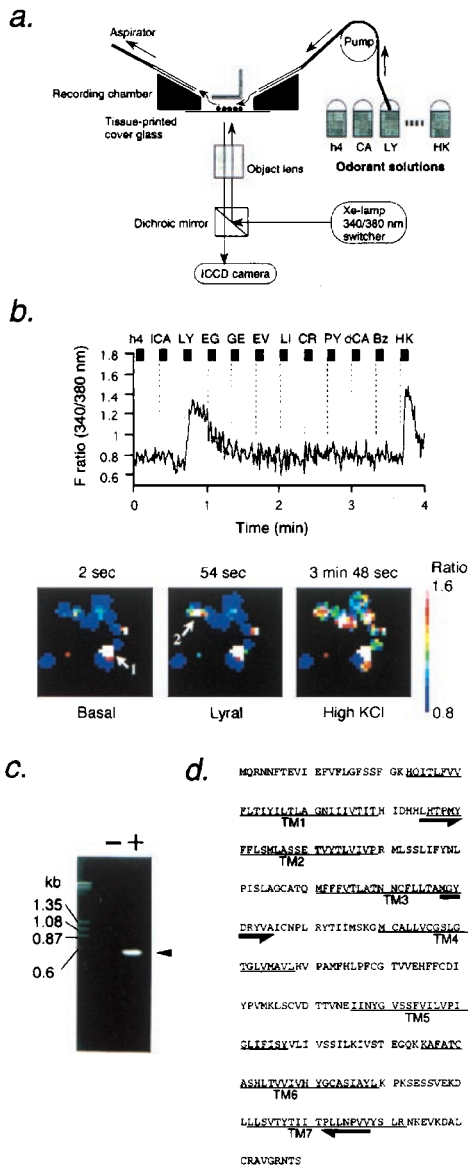 a.
Aspirator
Pump
Recording chamber
Tissue-printed
cover glass
h4 CA LY HK
Object lens
Odorant solutions
Dichroic mirror
Xe-lamp
340/380 nm
switcher
ICCD camera
b.
h4 ICA LY EG GE EV LI CR PY dCA Bz HK
F ratio (340/380 nm)
1.8
1.6
1.4
1.2
1
0.8
0.6
0 1 2 3 4
Time (min)
2 sec 54 sec 3 min 48 sec Ratio
1.6
1
2
0.8
Basal Lyral High KCl
c.
− +
kb
1.35
1.08
0.87
0.6
d.
MQRNNFTEVI EFVFLGFSSF GKHQITLFVV
FLTIYILTLA GNIIIVTITH IDHHLHTPMY
TM1
FFLSMLASSE TVYTLVIVPR MLSSLIFYNL
TM2
PISLAGCATQ MFFFVTLATN NCFLLTAMGY
TM3
DRYVAICNPL RYTIIMSKGM CALLVCGSLG
TM4
TGLVMAVLHV PAMFHLPFCG TVVEHFFCDI
YPVMKLSCVD TTVNEIINYG VSSFVILVPI
TM5
GLIFISYVLI VSSILKIVST EGQKKAFATC
ASHLTVVIVH YGCASIAYLK PKSESSVEKD
TM6
LLLSVTYTII TPLLNPVVYS LRNKEVKDAL
TM7
CRAVGRNTS